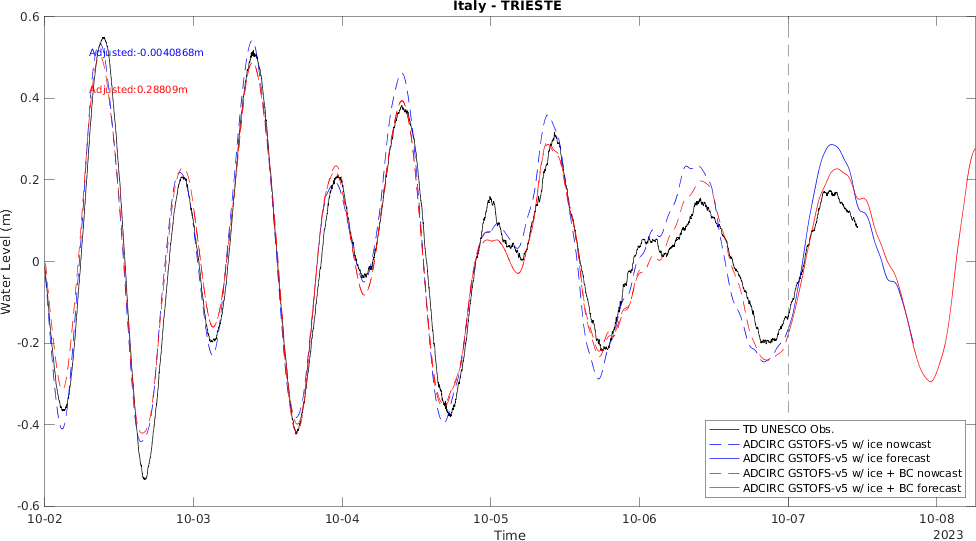 Italy - TRIESTE
Adjusted:-0.0040868m
Adjusted:0.28809m
Water Level (m)
0.6
0.4
0.2
0
-0.2
-0.4
-0.6
10-02
10-03
10-04
10-05
10-06
10-07
10-08
Time
2023
TD UNESCO Obs.
ADCIRC GSTOFS-v5 w/ ice nowcast
ADCIRC GSTOFS-v5 w/ ice forecast
ADCIRC GSTOFS-v5 w/ ice + BC nowcast
ADCIRC GSTOFS-v5 w/ ice + BC forecast